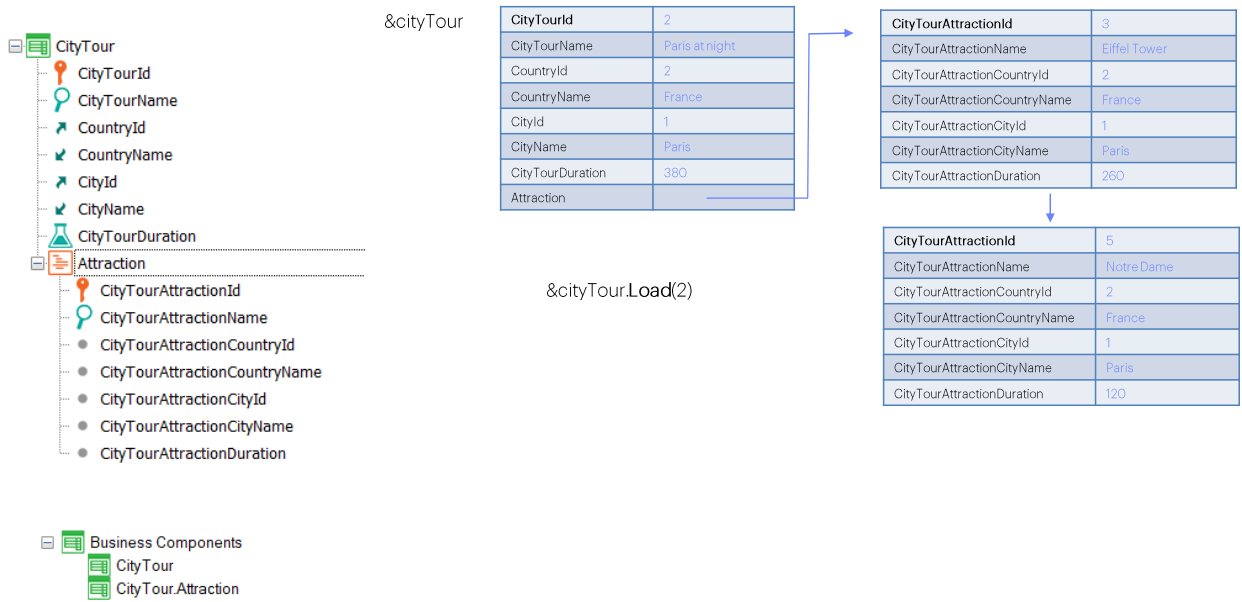 CityTour
CityTourId
CityTourName
CountryId
CountryName
CityId
CityName
CityTourDuration
Attraction
CityTourAttractionId
CityTourAttractionName
CityTourAttractionCountryId
CityTourAttractionCountryName
CityTourAttractionCityId
CityTourAttractionCityName
CityTourAttractionDuration
Business Components
CityTour
CityTour.Attraction
&cityTour
CityTourId 2
CityTourName Paris at night
CountryId 2
CountryName France
CityId 1
CityName Paris
CityTourDuration 380
Attraction
&cityTour.Load(2)
CityTourAttractionId 3
CityTourAttractionName Eiffel Tower
CityTourAttractionCountryId 2
CityTourAttractionCountryName France
CityTourAttractionCityId 1
CityTourAttractionCityName Paris
CityTourAttractionDuration 260
CityTourAttractionId 5
CityTourAttractionName Notre Dame
CityTourAttractionCountryId 2
CityTourAttractionCountryName France
CityTourAttractionCityId 1
CityTourAttractionCityName Paris
CityTourAttractionDuration 120